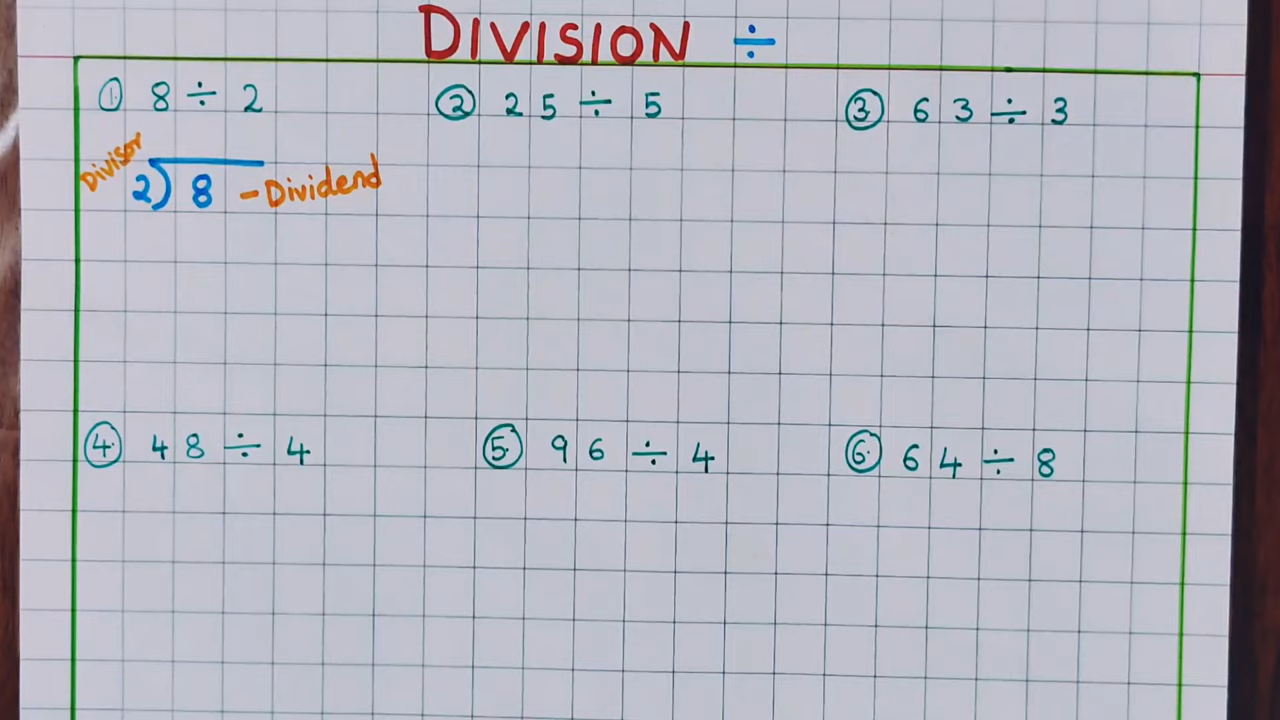 DIVISION ÷
① 8 ÷ 2
② 25 ÷ 5
③ 63 ÷ 3
Divisor
2) 8 - Dividend
④ 48 ÷ 4
⑤ 96 ÷ 4
⑥ 64 ÷ 8